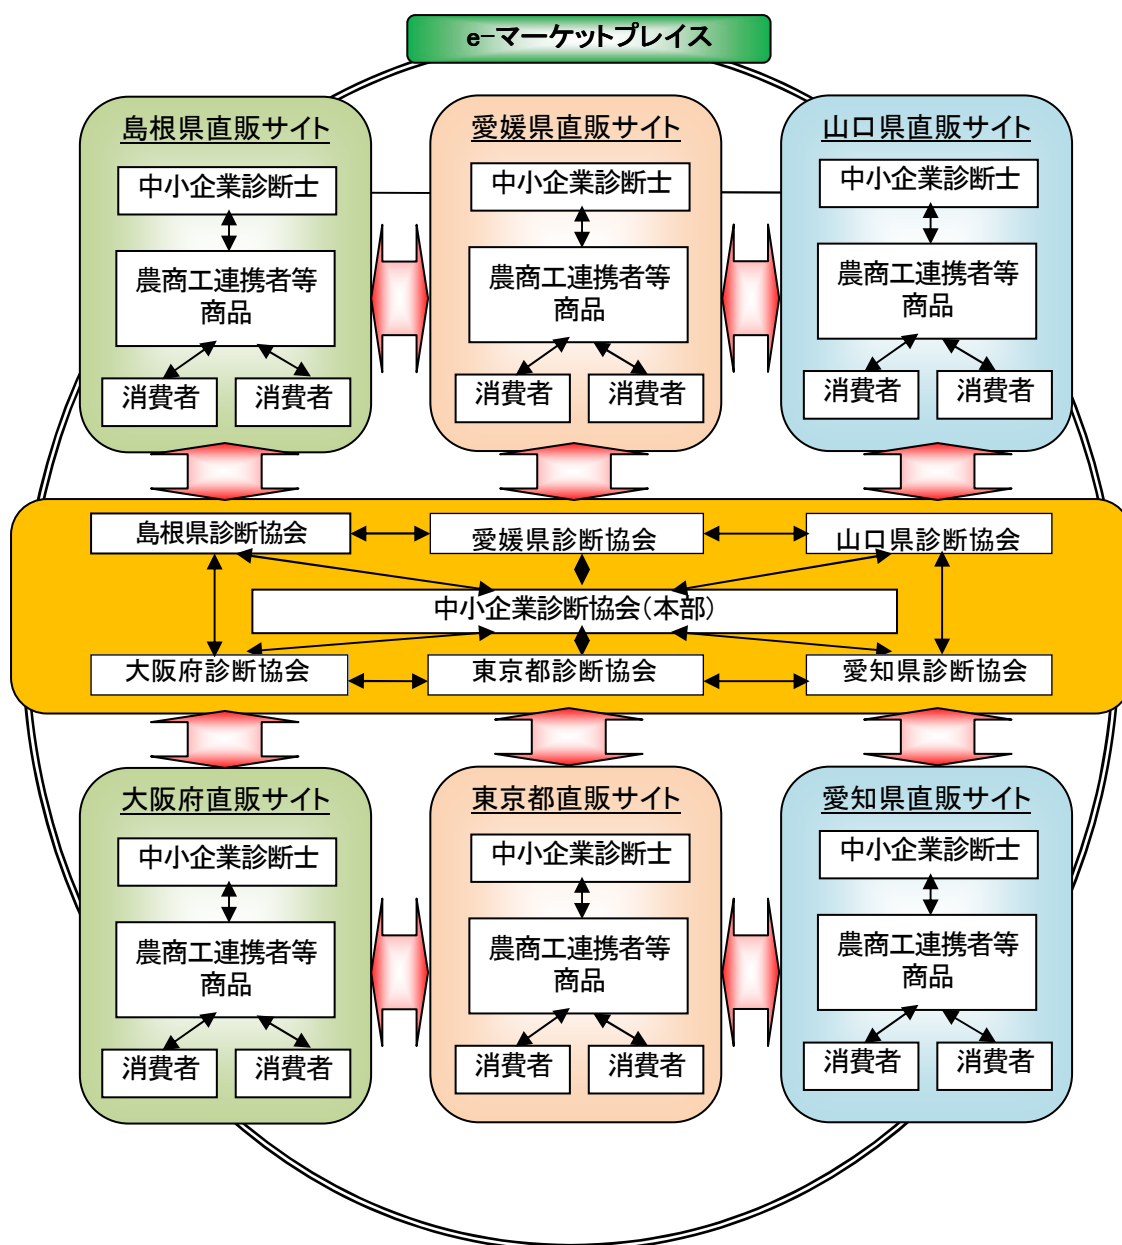 e-マーケットプレイス
島根県直販サイト
中小企業診断士
農商工連携者等
商品
消費者
消費者
愛媛県直販サイト
中小企業診断士
農商工連携者等
商品
消費者
消費者
山口県直販サイト
中小企業診断士
農商工連携者等
商品
消費者
消費者
島根県診断協会
愛媛県診断協会
山口県診断協会
中小企業診断協会（本部）
大阪府診断協会
東京都診断協会
愛知県診断協会
大阪府直販サイト
中小企業診断士
農商工連携者等
商品
消費者
消費者
東京都直販サイト
中小企業診断士
農商工連携者等
商品
消費者
消費者
愛知県直販サイト
中小企業診断士
農商工連携者等
商品
消費者
消費者